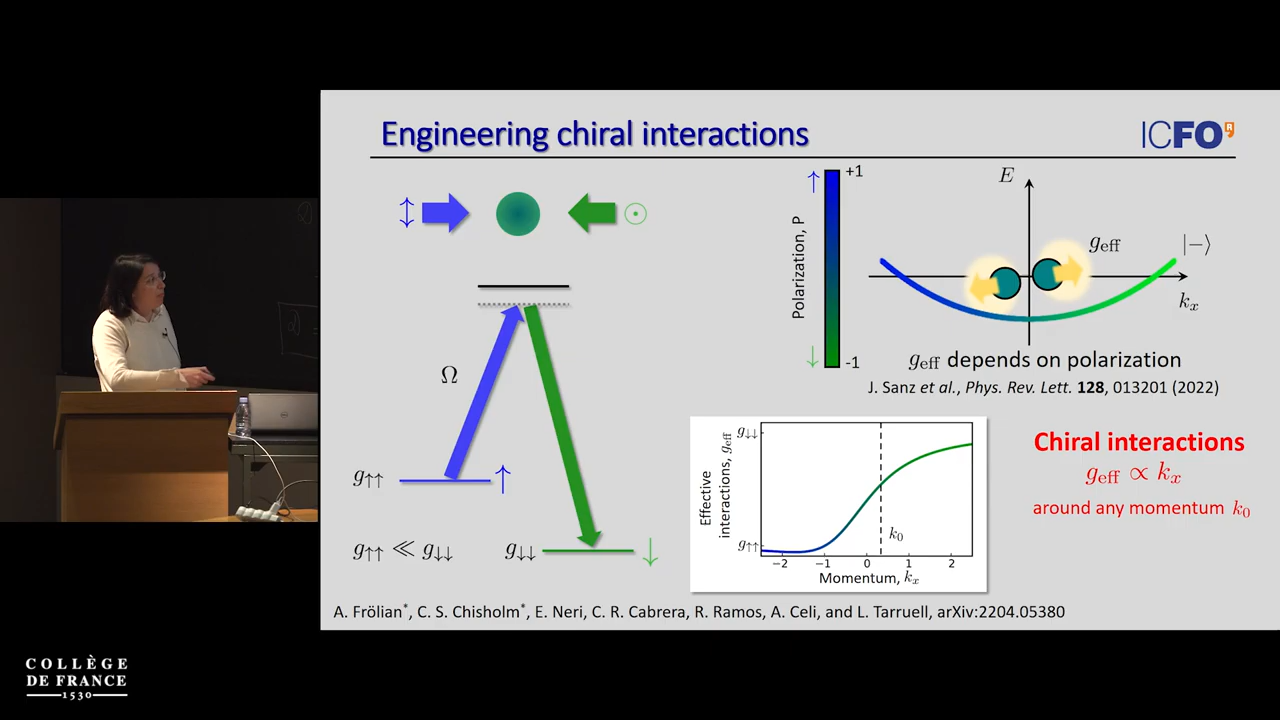 Engineering chiral interactions
ICFO
R
↑
+1
Polarization, P
↓
-1
E
g_eff
|−⟩
k_x
g_eff depends on polarization
J. Sanz et al., Phys. Rev. Lett. 128, 013201 (2022)
Ω
g↑↑
↑
g↑↑ ≪ g↓↓
g↓↓
↓
g↓↓
Effective
interactions, g_eff
g↑↑
k₀
−2 −1 0 1 2
Momentum, k_x
Chiral interactions
g_eff ∝ k_x
around any momentum k₀
A. Frölian*, C. S. Chisholm*, E. Neri, C. R. Cabrera, R. Ramos, A. Celi, and L. Tarruell, arXiv:2204.05380
COLLÈGE
DE FRANCE
1530